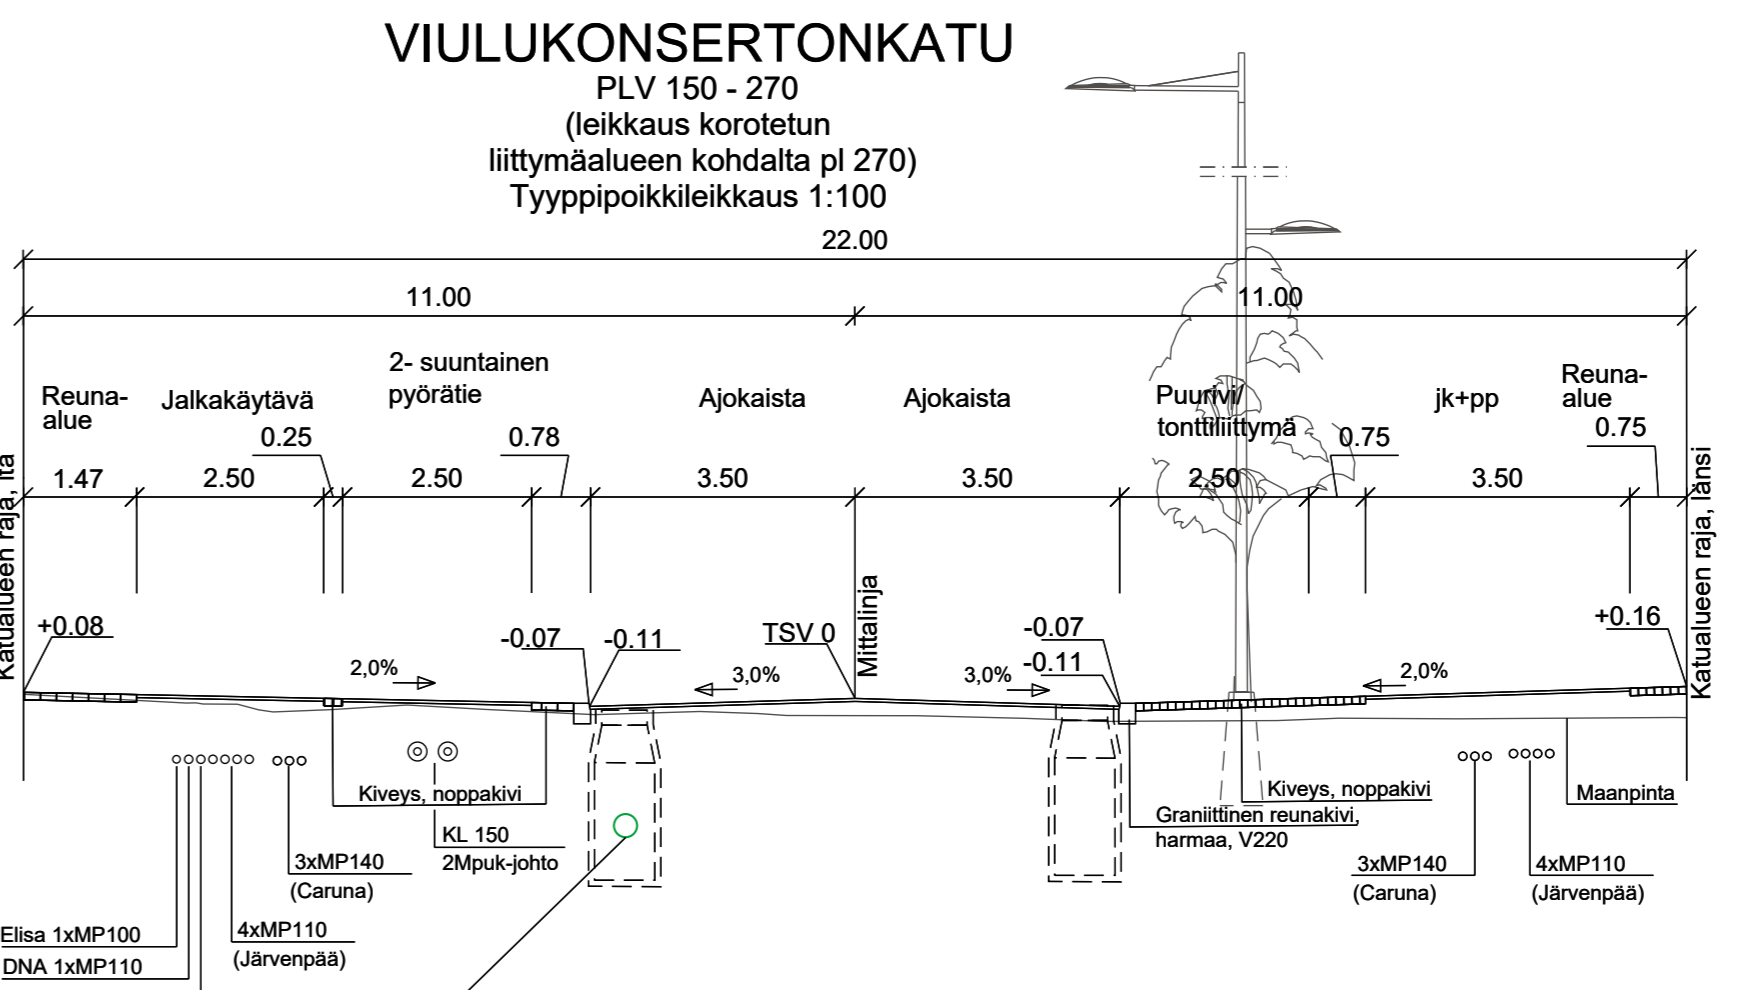 VIULUKONSERTONKATU
PLV 150 - 270
(leikkaus korotetun
liittymäalueen kohdalta pl 270)
Tyyppipoikkileikkaus 1:100
22.00
11.00
11.00
Reuna-
alue
Jalkakäytävä
2- suuntainen
pyörätie
Ajokaista
Ajokaista
Puurivi/
tonttiliittymä
jk+pp
Reuna-
alue
0.25
0.78
0.75
0.75
1.47
2.50
2.50
3.50
3.50
2.50
3.50
Katualueen raja, itä
Mittalinja
Katualueen raja, länsi
+0.08
-0.07
-0.11
TSV 0
-0.07
-0.11
+0.16
2,0%
3,0%
3,0%
2,0%
Kiveys, noppakivi
KL 150
2Mpuk-johto
3xMP140
(Caruna)
4xMP110
(Järvenpää)
Elisa 1xMP100
DNA 1xMP110
Kiveys, noppakivi
Graniittinen reunakivi,
harmaa, V220
Maanpinta
3xMP140
(Caruna)
4xMP110
(Järvenpää)